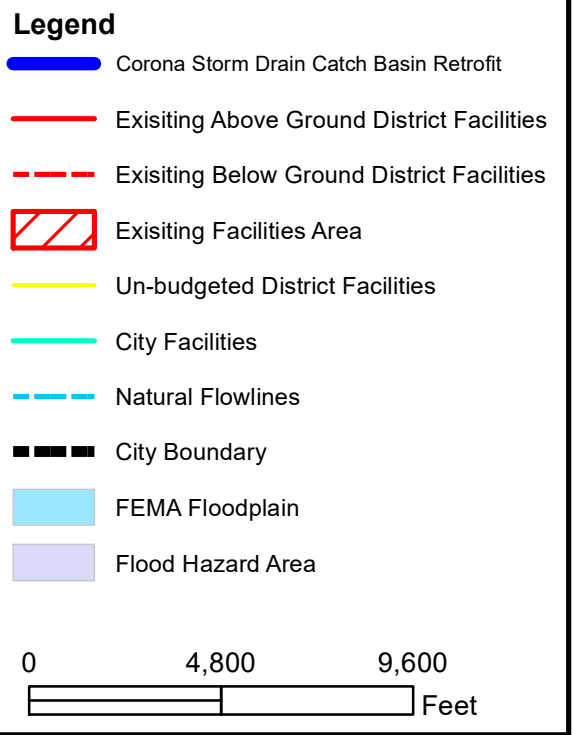 Legend
Corona Storm Drain Catch Basin Retrofit
Exisiting Above Ground District Facilities
Exisiting Below Ground District Facilities
Exisiting Facilities Area
Un-budgeted District Facilities
City Facilities
Natural Flowlines
City Boundary
FEMA Floodplain
Flood Hazard Area
0 4,800 9,600
Feet